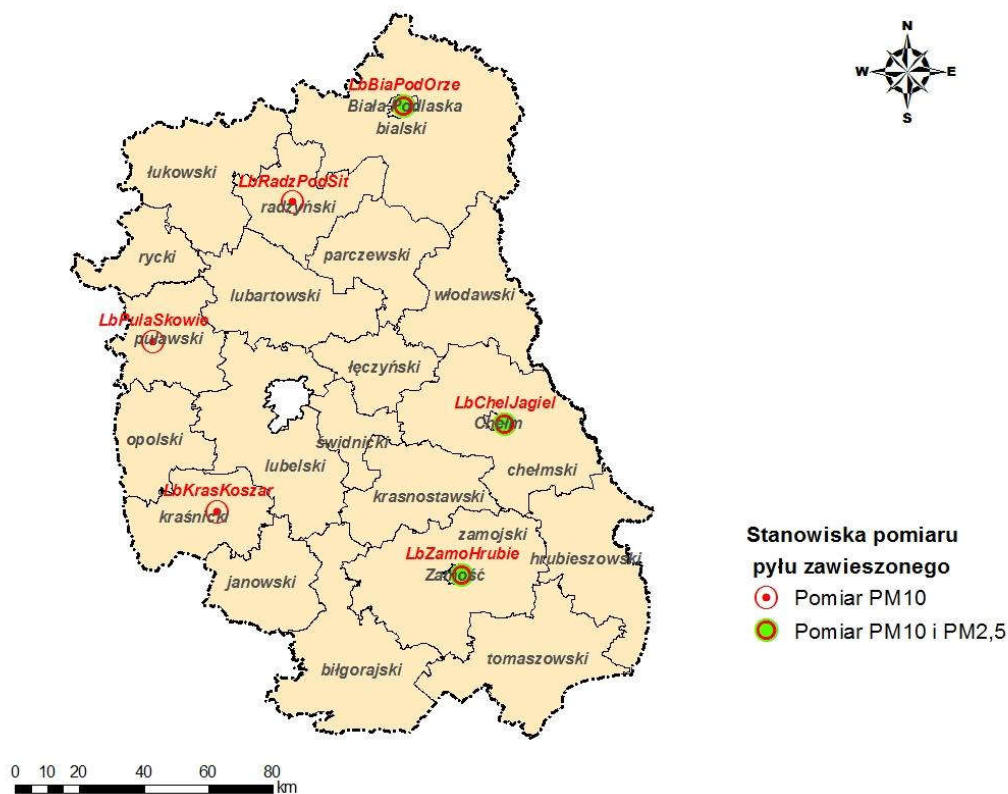 N
W E
S
LbBiaPodOrze
Biała Podlaska
bialski
łukowski
LbRadzPodSit
radzyński
rycki
parczewski
lubartowski
włodawski
LbPulaSkowie
puławski
łęczyński
LbChelJagiel
Chełm
opolski
świdnicki
lubelski
chełmski
LbKrasKoszar
kraśnicki
krasnostawski
zamojski
LbZamoHrubie
hrubieszowski
Zamość
janowski
biłgorajski
tomaszowski
Stanowiska pomiaru
pyłu zawieszonego
Pomiar PM10
Pomiar PM10 i PM2,5
0 10 20 40 60 80
km